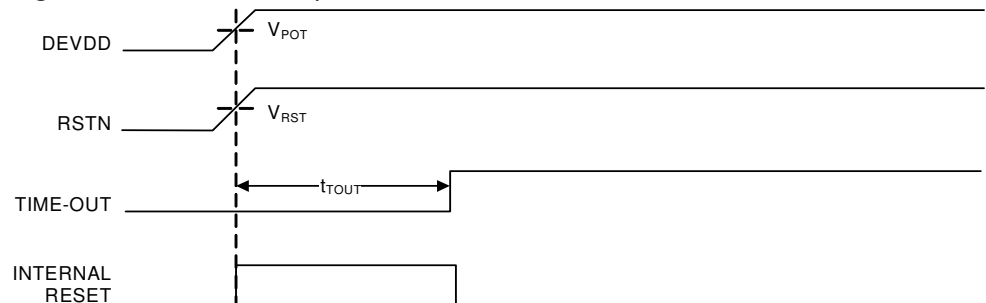 DEVDD
VPOT
RSTN
VRST
tTOUT
TIME-OUT
INTERNAL
RESET